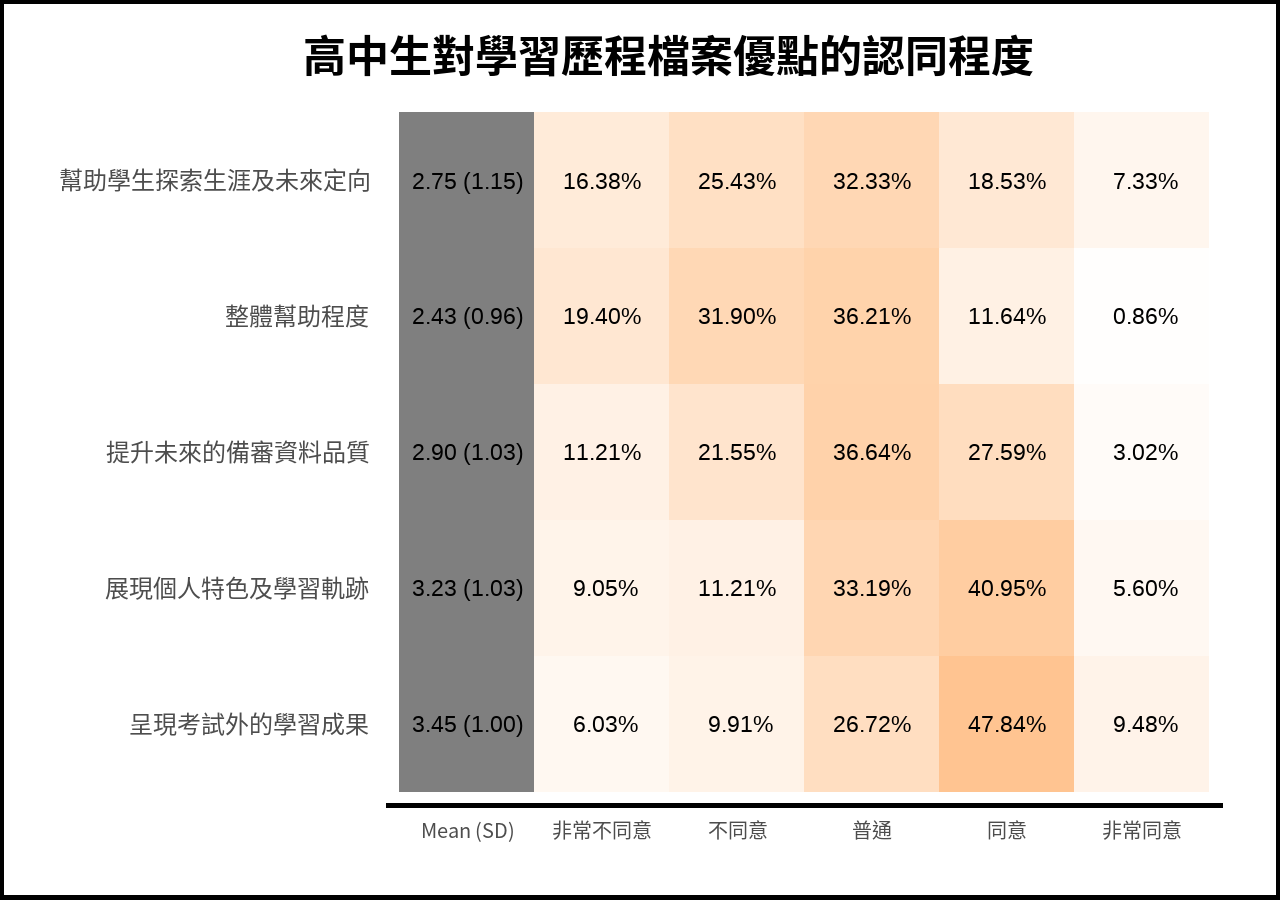 高中生對學習歷程檔案優點的認同程度
幫助學生探索生涯及未來定向 2.75 (1.15) 16.38% 25.43% 32.33% 18.53% 7.33%
整體幫助程度 2.43 (0.96) 19.40% 31.90% 36.21% 11.64% 0.86%
提升未來的備審資料品質 2.90 (1.03) 11.21% 21.55% 36.64% 27.59% 3.02%
展現個人特色及學習軌跡 3.23 (1.03) 9.05% 11.21% 33.19% 40.95% 5.60%
呈現考試外的學習成果 3.45 (1.00) 6.03% 9.91% 26.72% 47.84% 9.48%
Mean (SD) 非常不同意 不同意 普通 同意 非常同意